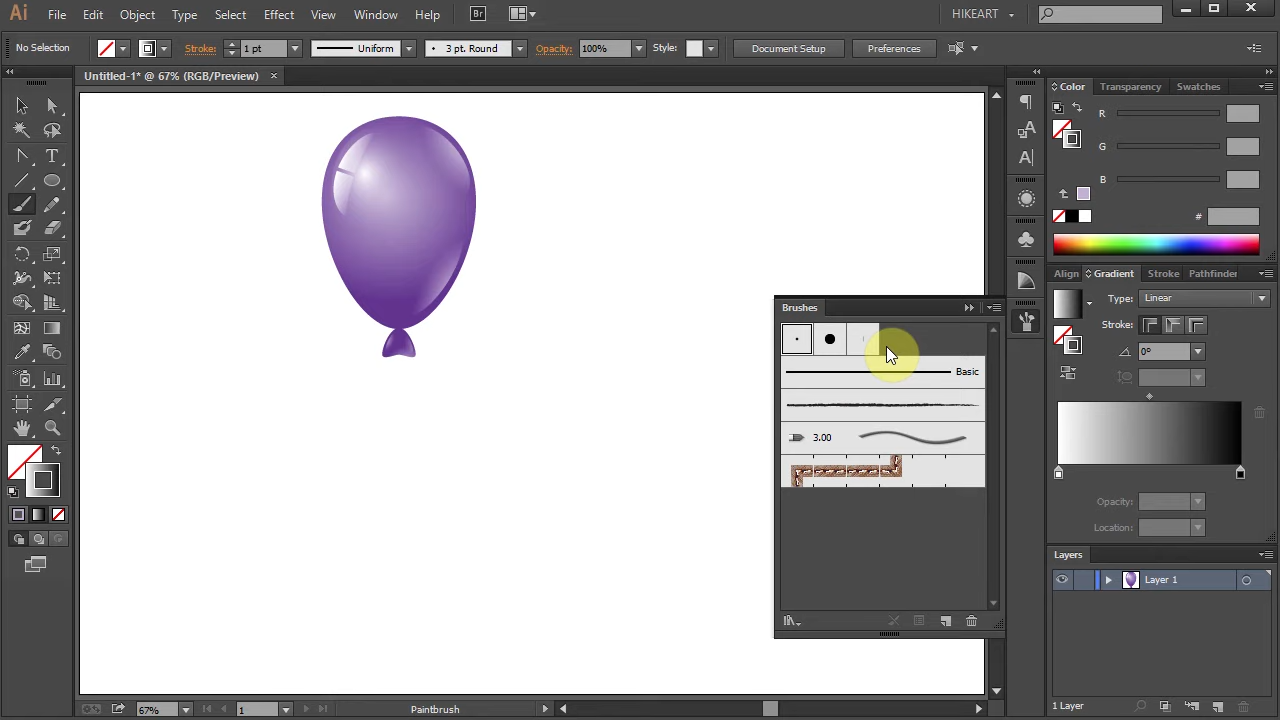 Ai File Edit Object Type Select Effect View Window Help Br HIKEART
No Selection Stroke: 1 pt Uniform 3 pt. Round Opacity: 100% Style: Document Setup Preferences
Untitled-1* @ 67% (RGB/Preview)
Color Transparency Swatches
R
G
B
#
Align Gradient Stroke Pathfinder
Type: Linear
Stroke:
0°
Opacity:
Location:
Brushes
Basic
3.00
Layers
Layer 1
1 Layer
67% 1 Paintbrush